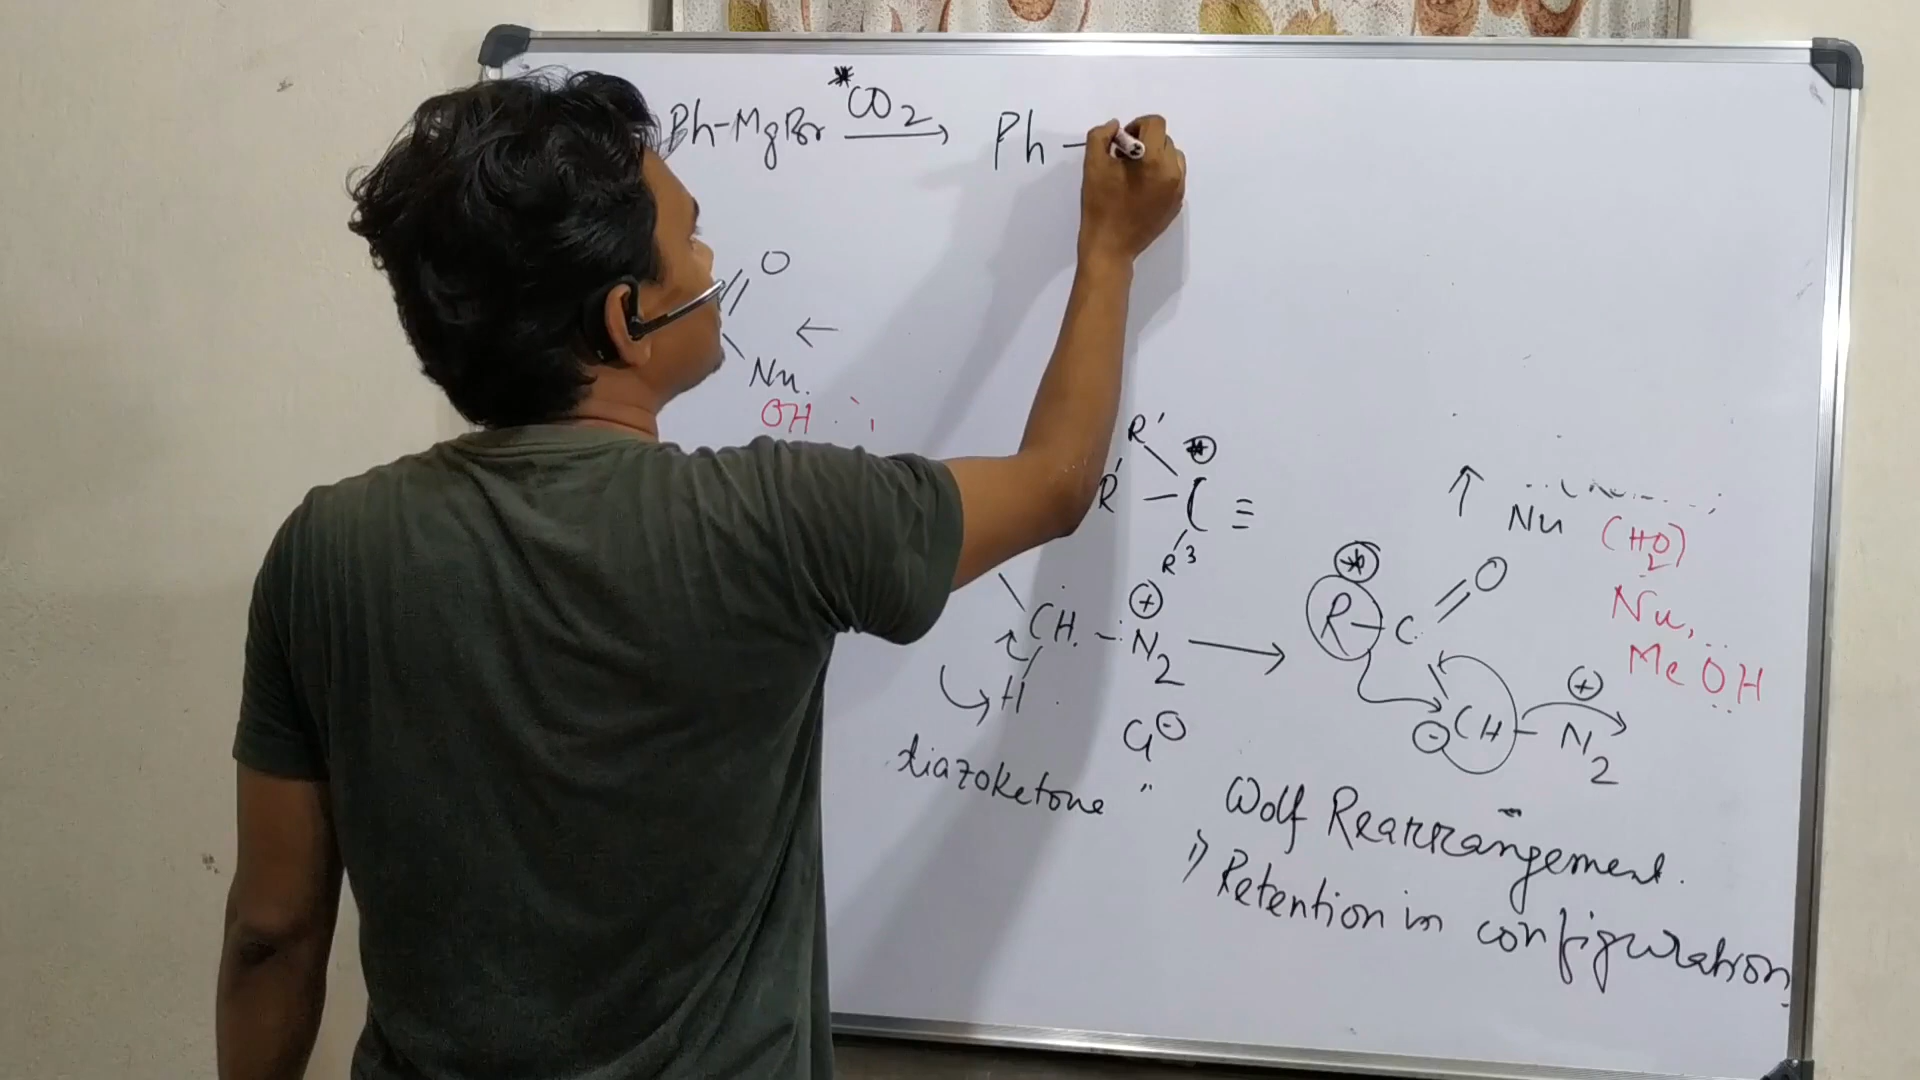 Ph-MgBr *CO2 → Ph —
O
Nu
OH
R'
*
R' — C ≡
R3
CH — N2 +
H
Cl ⊖
diazoketone "
↑ Nu (H2O)
Nu,
MeOH
*
R — C = O
⊖ CH — N2 +
Wolf Rearrangement.
1) Retention in configuration